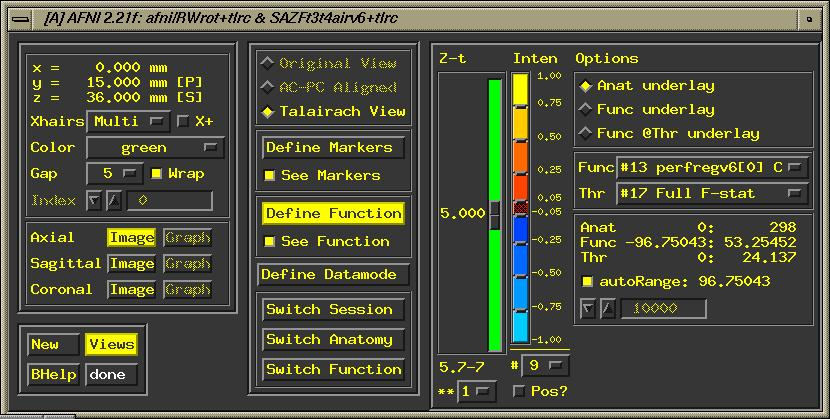 [A] AFNI 2.21f: afni/RWrot+tlrc & SAZFt3t4airv6+tlrc
x = 0.000 mm
y = 15.000 mm [P]
z = 36.000 mm [S]
Xhairs Multi X+
Color green
Gap 5 Wrap
Index 0
Axial Image Graph
Sagittal Image Graph
Coronal Image Graph
New Views
BHelp done
Original View
AC-PC Aligned
Talairach View
Define Markers
See Markers
Define Function
See Function
Define Datamode
Switch Session
Switch Anatomy
Switch Function
Z-t Inten
5.000
1.00
0.75
0.50
0.25
0.05
-0.05
-0.25
-0.50
-0.75
-1.00
5.7-7 # 9
** 1 Pos?
Options
Anat underlay
Func underlay
Func @Thr underlay
Func #13 perfregv6[0] C
Thr #17 Full F-stat
Anat 0: 298
Func -96.75043: 53.25452
Thr 0: 24.137
autoRange: 96.75043
10000